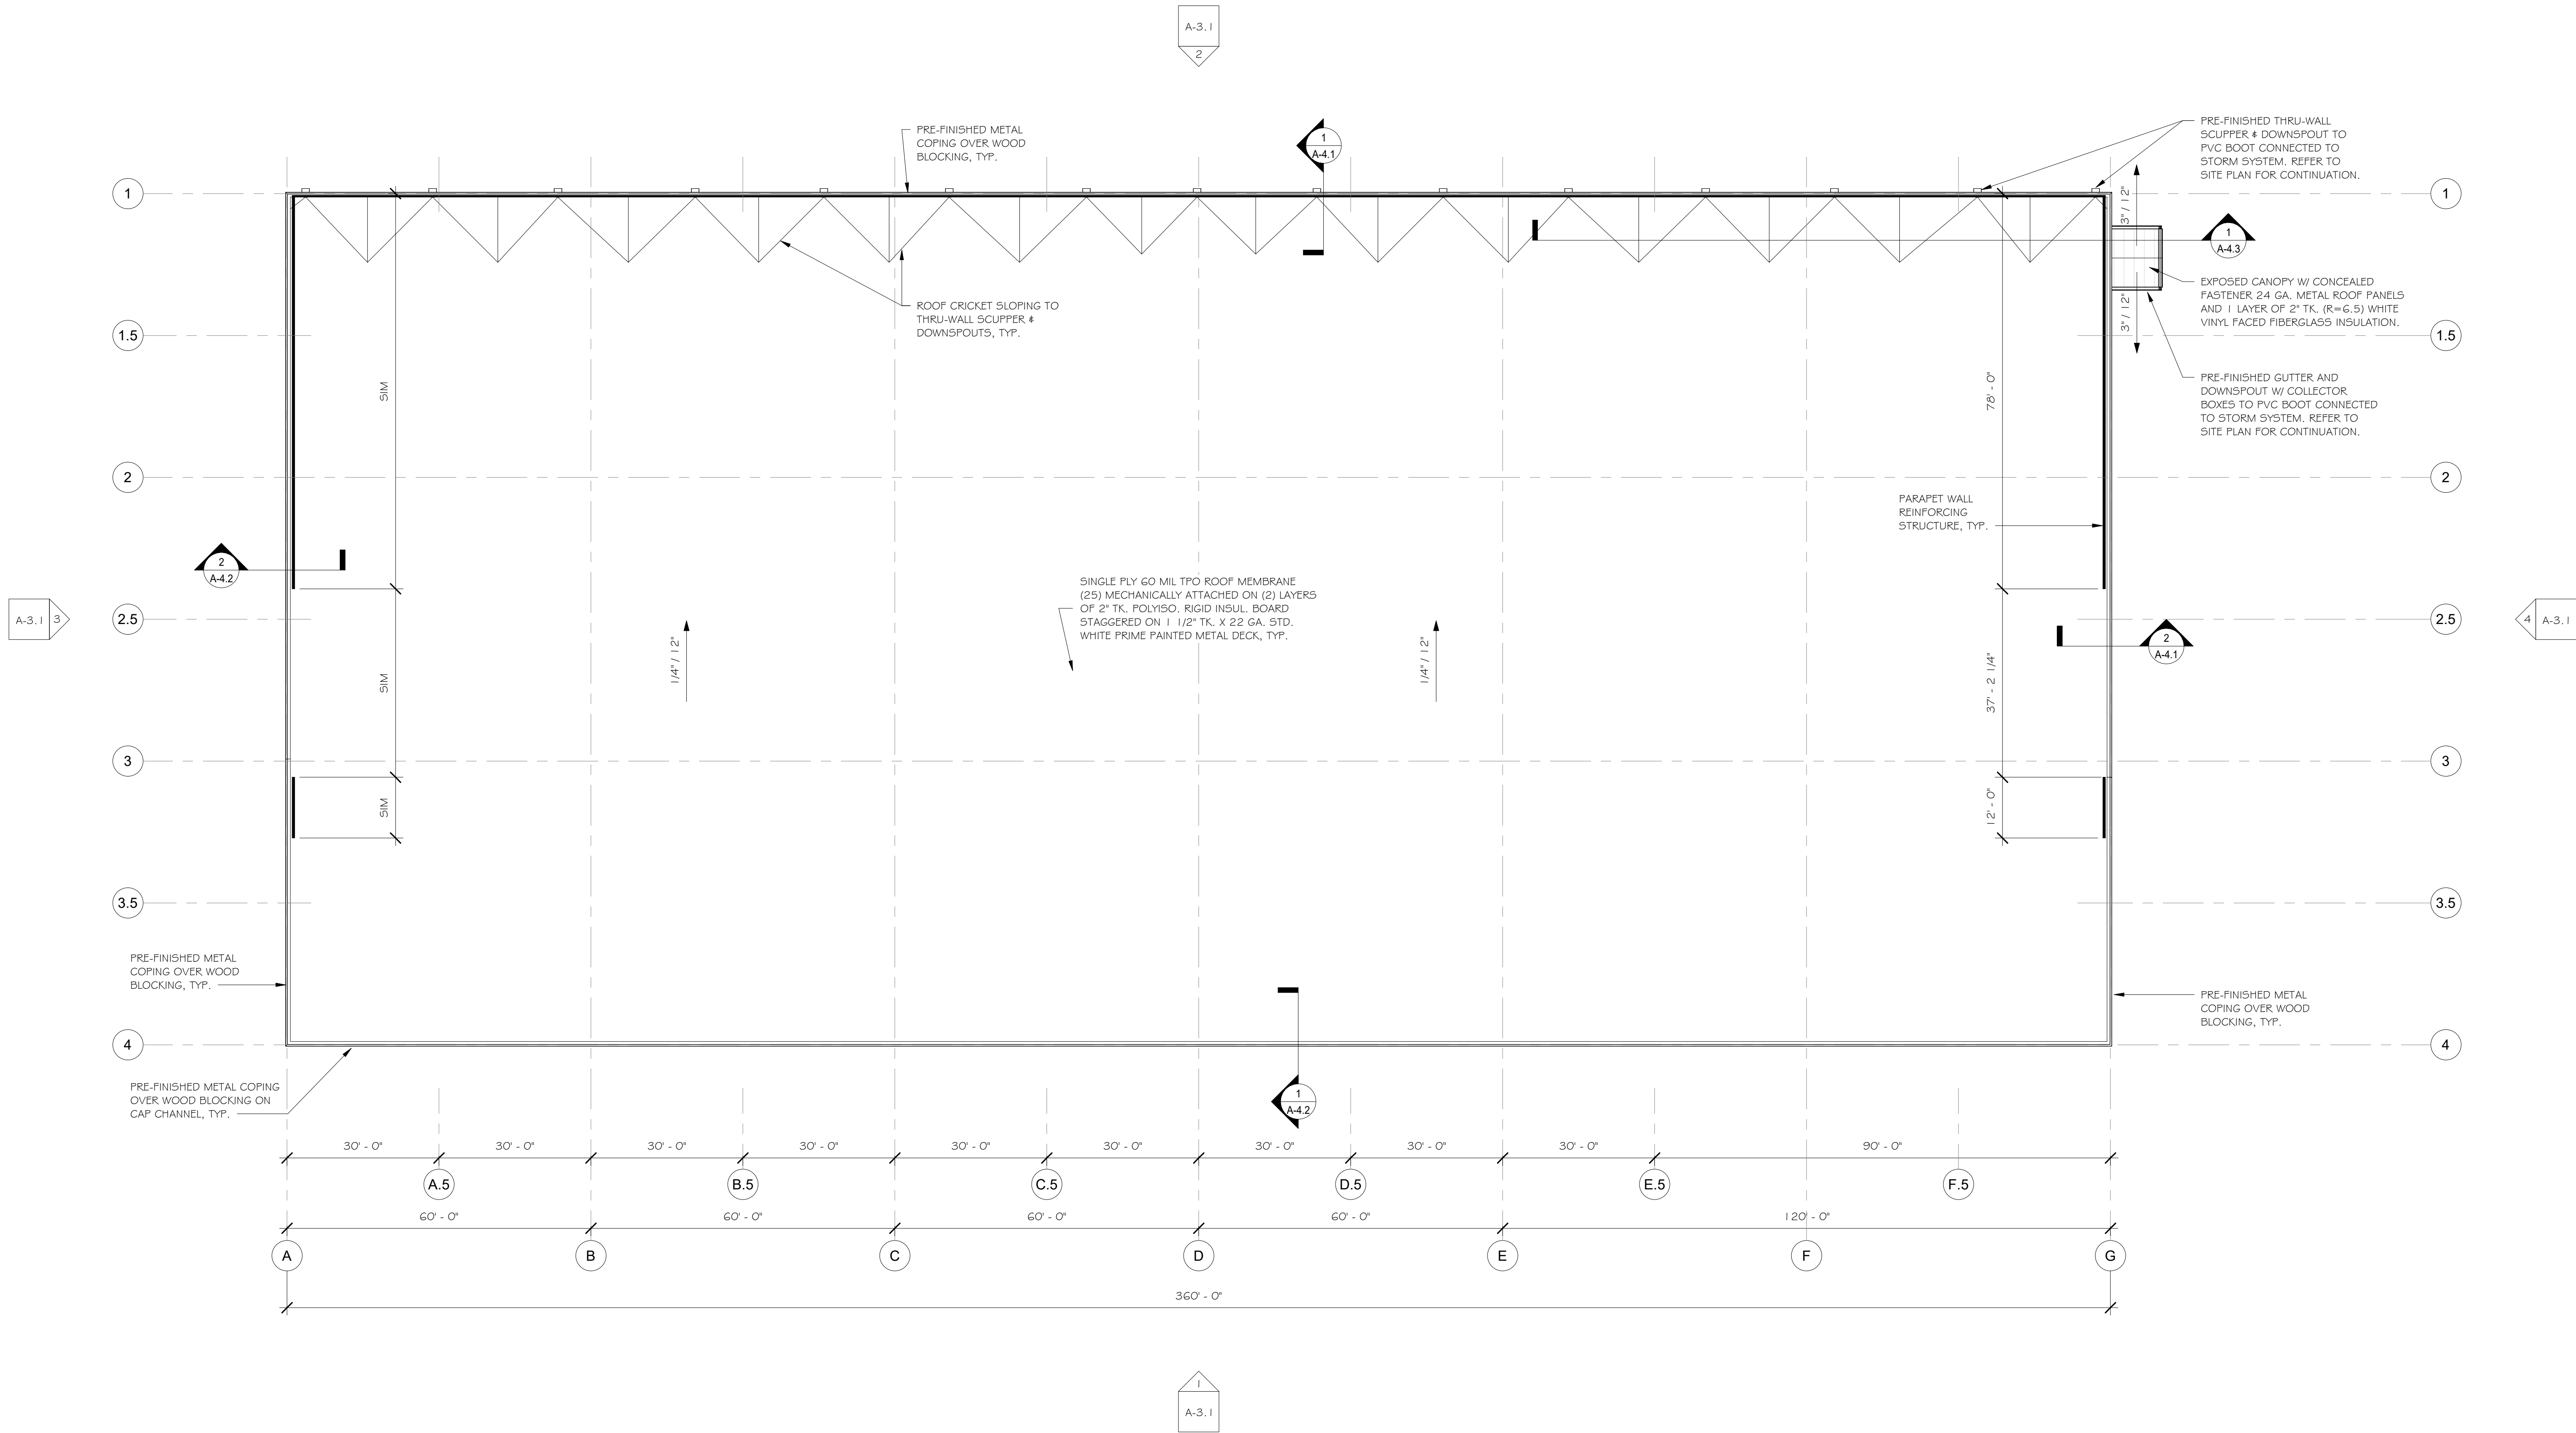 A-3.1
2
PRE-FINISHED METAL
COPING OVER WOOD
BLOCKING, TYP.
1
A-4.1
PRE-FINISHED THRU-WALL
SCUPPER & DOWNSPOUT TO
PVC BOOT CONNECTED TO
STORM SYSTEM. REFER TO
SITE PLAN FOR CONTINUATION.
1
1
3" / 12"
1
A-4.3
EXPOSED CANOPY W/ CONCEALED
FASTENER 24 GA. METAL ROOF PANELS
AND 1 LAYER OF 2" TK. (R=6.5) WHITE
VINYL FACED FIBERGLASS INSULATION.
3" / 12"
ROOF CRICKET SLOPING TO
THRU-WALL SCUPPER &
DOWNSPOUTS, TYP.
1.5
1.5
SIM
78' - 0"
PRE-FINISHED GUTTER AND
DOWNSPOUT W/ COLLECTOR
BOXES TO PVC BOOT CONNECTED
TO STORM SYSTEM. REFER TO
SITE PLAN FOR CONTINUATION.
2
2
PARAPET WALL
REINFORCING
STRUCTURE, TYP.
2
A-4.2
SINGLE PLY 60 MIL TPO ROOF MEMBRANE
(25) MECHANICALLY ATTACHED ON (2) LAYERS
OF 2" TK. POLYISO. RIGID INSUL. BOARD
STAGGERED ON 1 1/2" TK. X 22 GA. STD.
WHITE PRIME PAINTED METAL DECK, TYP.
A-3.1
3
2.5
2.5
4
A-3.1
2
A-4.1
SIM
1/4" / 12"
1/4" / 12"
37' - 2 1/4"
3
3
SIM
12' - 0"
3.5
3.5
PRE-FINISHED METAL
COPING OVER WOOD
BLOCKING, TYP.
PRE-FINISHED METAL
COPING OVER WOOD
BLOCKING, TYP.
4
4
PRE-FINISHED METAL COPING
OVER WOOD BLOCKING ON
CAP CHANNEL, TYP.
1
A-4.2
30' - 0"
30' - 0"
30' - 0"
30' - 0"
30' - 0"
30' - 0"
30' - 0"
30' - 0"
30' - 0"
90' - 0"
A.5
B.5
C.5
D.5
E.5
F.5
60' - 0"
60' - 0"
60' - 0"
60' - 0"
120' - 0"
A
B
C
D
E
F
G
360' - 0"
1
A-3.1